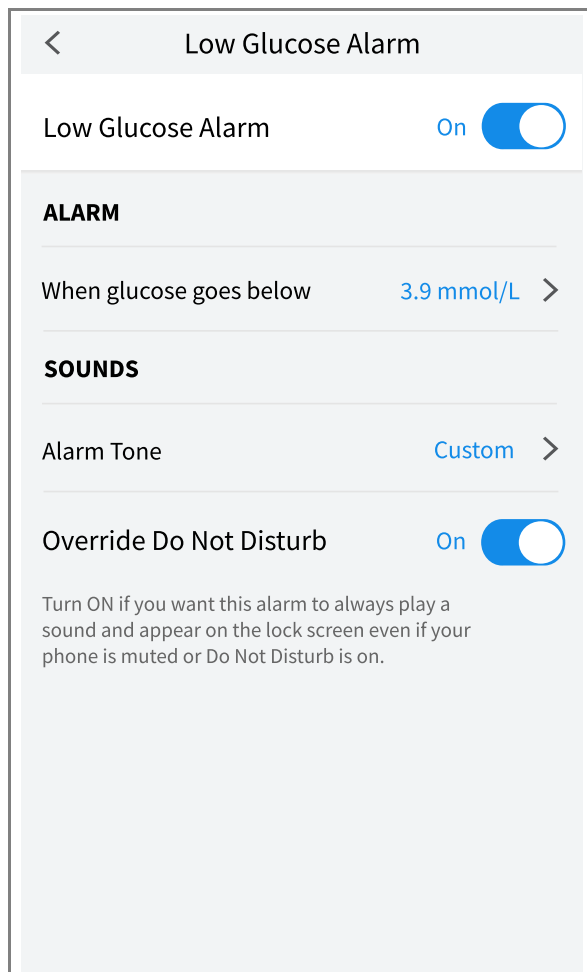 Low Glucose Alarm
Low Glucose Alarm On
ALARM
When glucose goes below 3.9 mmol/L
SOUNDS
Alarm Tone Custom
Override Do Not Disturb On
Turn ON if you want this alarm to always play a
sound and appear on the lock screen even if your
phone is muted or Do Not Disturb is on.